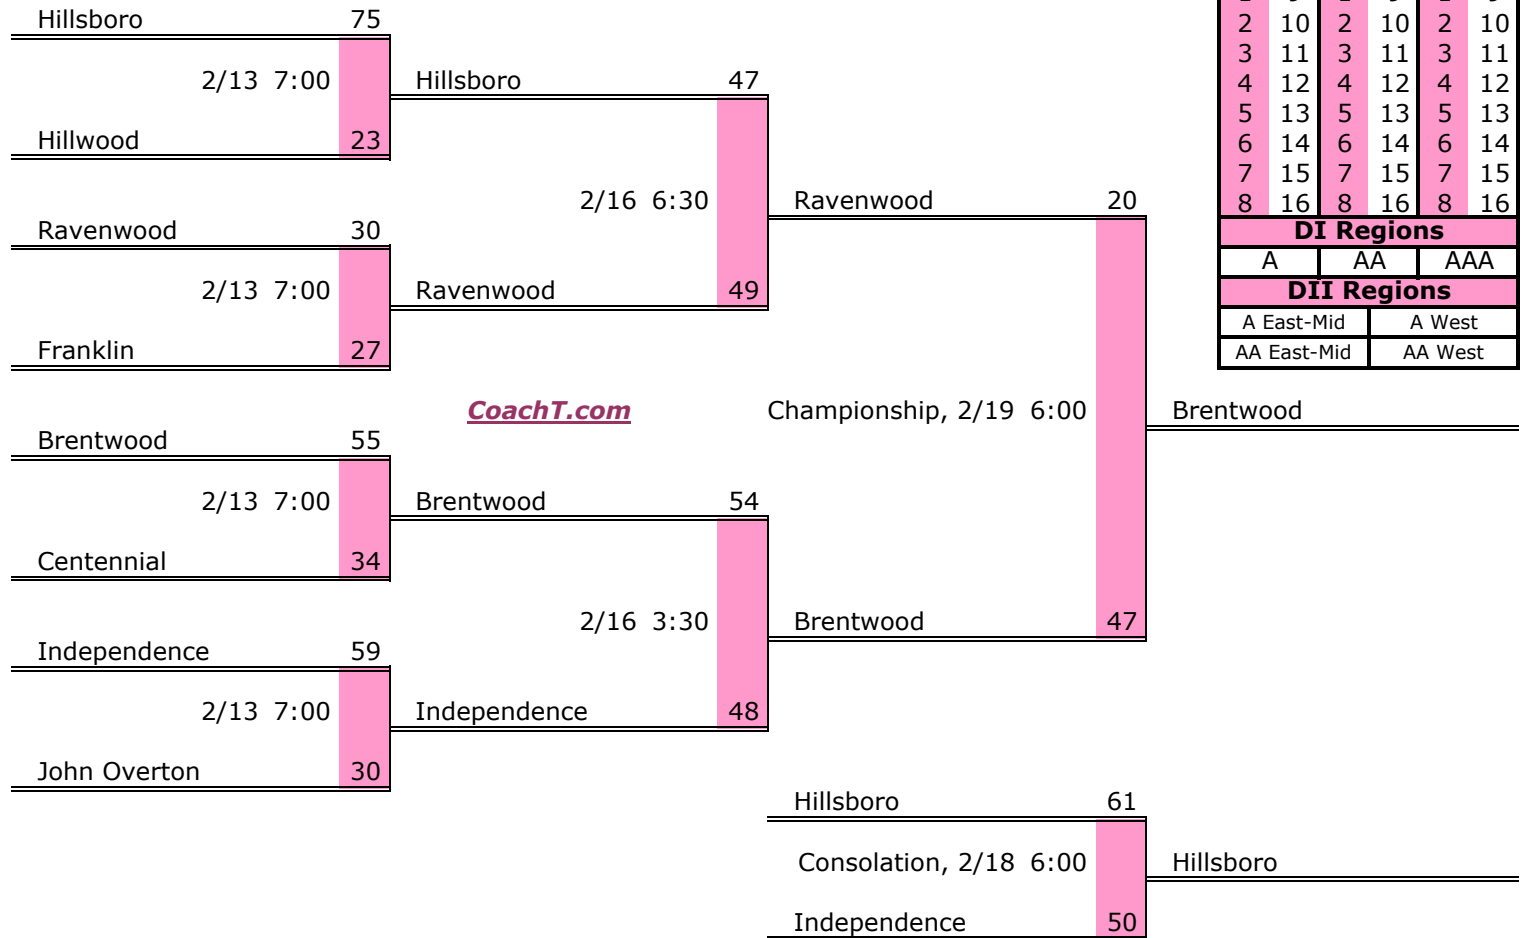 Hillsboro 75
2/13 7:00
Hillwood 23
Ravenwood 30
2/13 7:00
Franklin 27
Brentwood 55
2/13 7:00
Centennial 34
Independence 59
2/13 7:00
John Overton 30
Hillsboro 47
2/16 6:30
Ravenwood 49
CoachT.com
Brentwood 54
2/16 3:30
Independence 48
Ravenwood 20
Championship, 2/19 6:00
Brentwood 47
Brentwood
Hillsboro 61
Consolation, 2/18 6:00
Independence 50
Hillsboro
2 10 2 10 2 10
3 11 3 11 3 11
4 12 4 12 4 12
5 13 5 13 5 13
6 14 6 14 6 14
7 15 7 15 7 15
8 16 8 16 8 16
DI Regions
A AA AAA
DII Regions
A East-Mid A West
AA East-Mid AA West